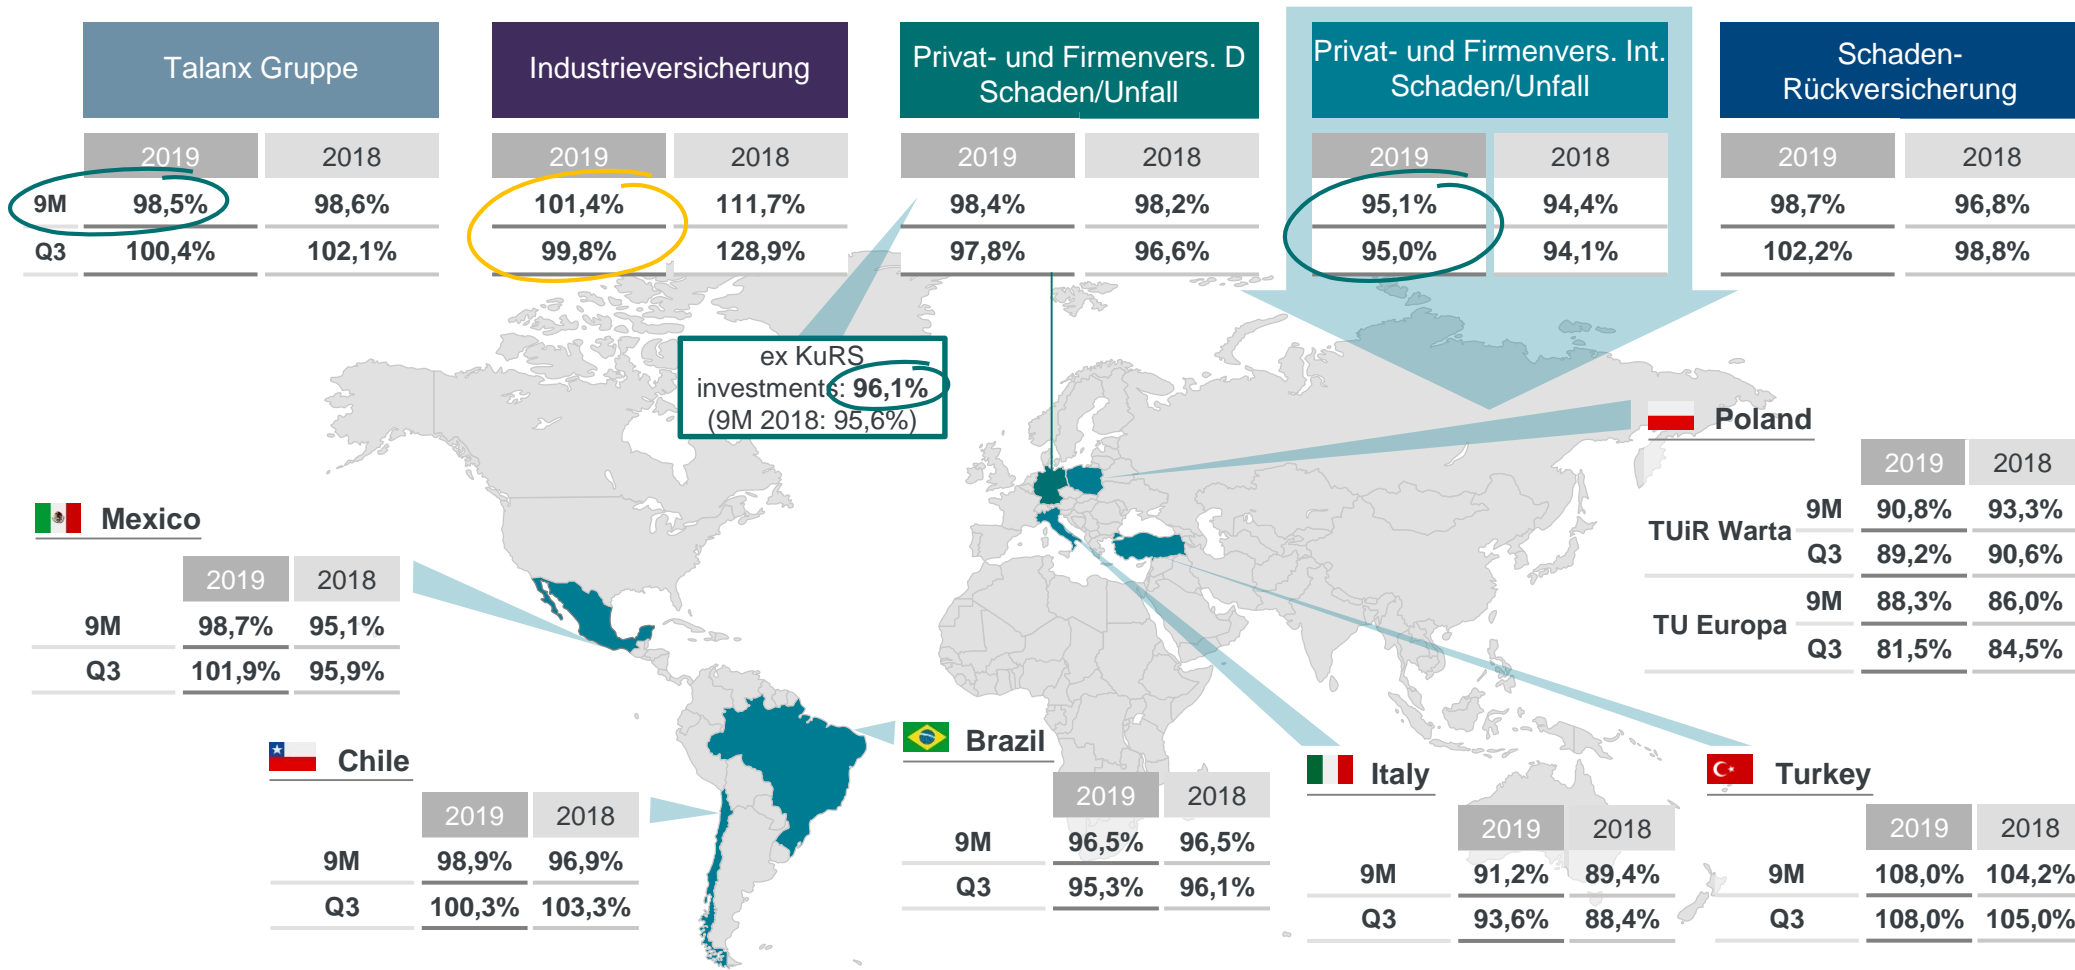 Talanx Gruppe
2019 2018
9M 98,5% 98,6%
Q3 100,4% 102,1%
Industrieversicherung
2019 2018
101,4% 111,7%
99,8% 128,9%
Privat- und Firmenvers. D
Schaden/Unfall
2019 2018
98,4% 98,2%
97,8% 96,6%
Privat- und Firmenvers. Int.
Schaden/Unfall
2019 2018
95,1% 94,4%
95,0% 94,1%
Schaden-
Rückversicherung
2019 2018
98,7% 96,8%
102,2% 98,8%
ex KuRS
investments: 96,1%
(9M 2018: 95,6%)
Poland
2019 2018
TUiR Warta
9M 90,8% 93,3%
Q3 89,2% 90,6%
TU Europa
9M 88,3% 86,0%
Q3 81,5% 84,5%
Mexico
2019 2018
9M 98,7% 95,1%
Q3 101,9% 95,9%
Chile
2019 2018
9M 98,9% 96,9%
Q3 100,3% 103,3%
Brazil
2019 2018
9M 96,5% 96,5%
Q3 95,3% 96,1%
Italy
2019 2018
9M 91,2% 89,4%
Q3 93,6% 88,4%
Turkey
2019 2018
9M 108,0% 104,2%
Q3 108,0% 105,0%